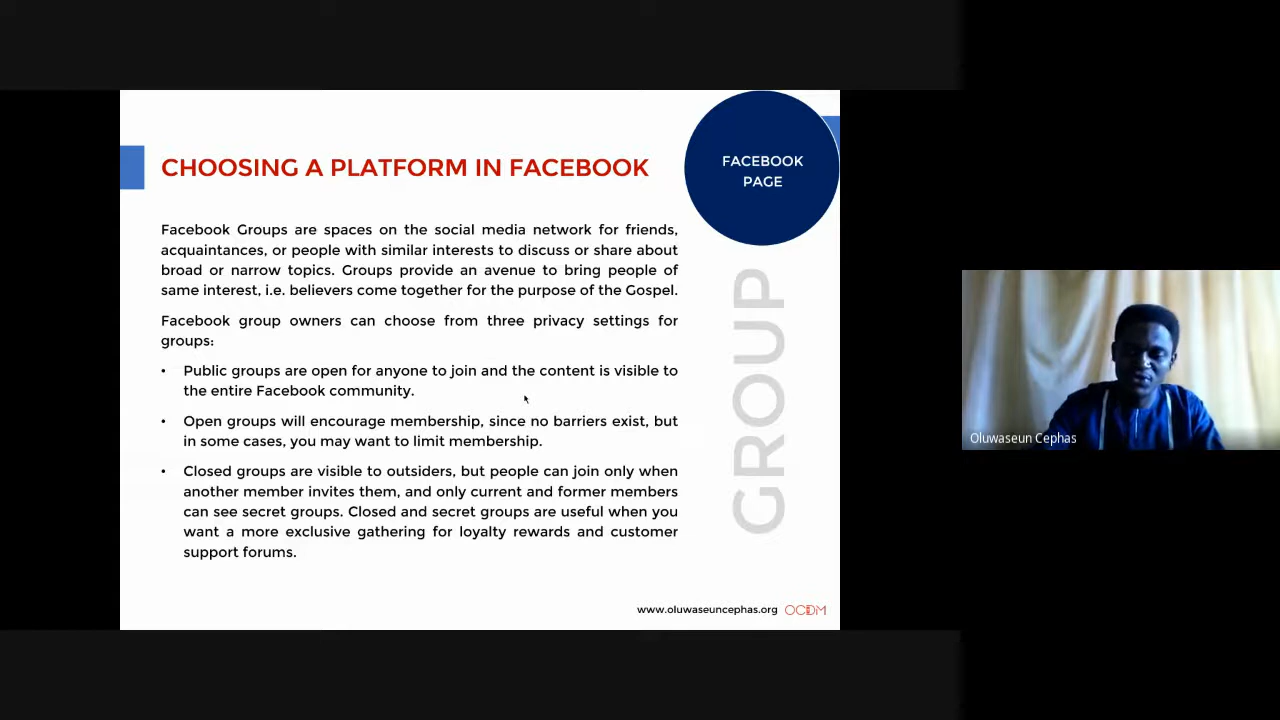 CHOOSING A PLATFORM IN FACEBOOK
FACEBOOK
PAGE
Facebook Groups are spaces on the social media network for friends,
acquaintances, or people with similar interests to discuss or share about
broad or narrow topics. Groups provide an avenue to bring people of
same interest, i.e. believers come together for the purpose of the Gospel.
Facebook group owners can choose from three privacy settings for
groups:
• Public groups are open for anyone to join and the content is visible to
the entire Facebook community.
• Open groups will encourage membership, since no barriers exist, but
in some cases, you may want to limit membership.
• Closed groups are visible to outsiders, but people can join only when
another member invites them, and only current and former members
can see secret groups. Closed and secret groups are useful when you
want a more exclusive gathering for loyalty rewards and customer
support forums.
GROUP
www.oluwaseuncephas.org OCDM
Oluwaseun Cephas